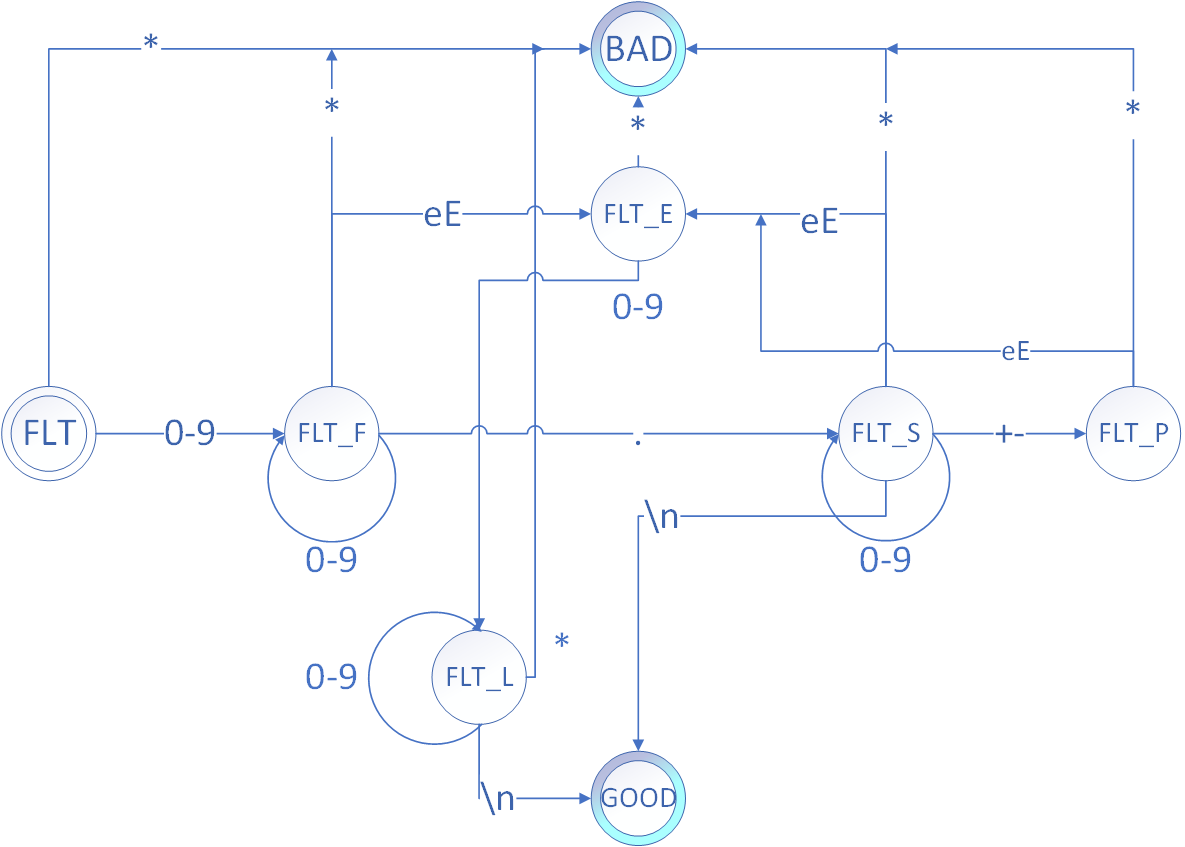 BAD
*
*
*
*
*
eE
FLT_E
eE
0-9
eE
FLT
0-9
FLT_F
.
FLT_S
+-
FLT_P
\n
0-9
0-9
*
0-9
FLT_L
\n
GOOD